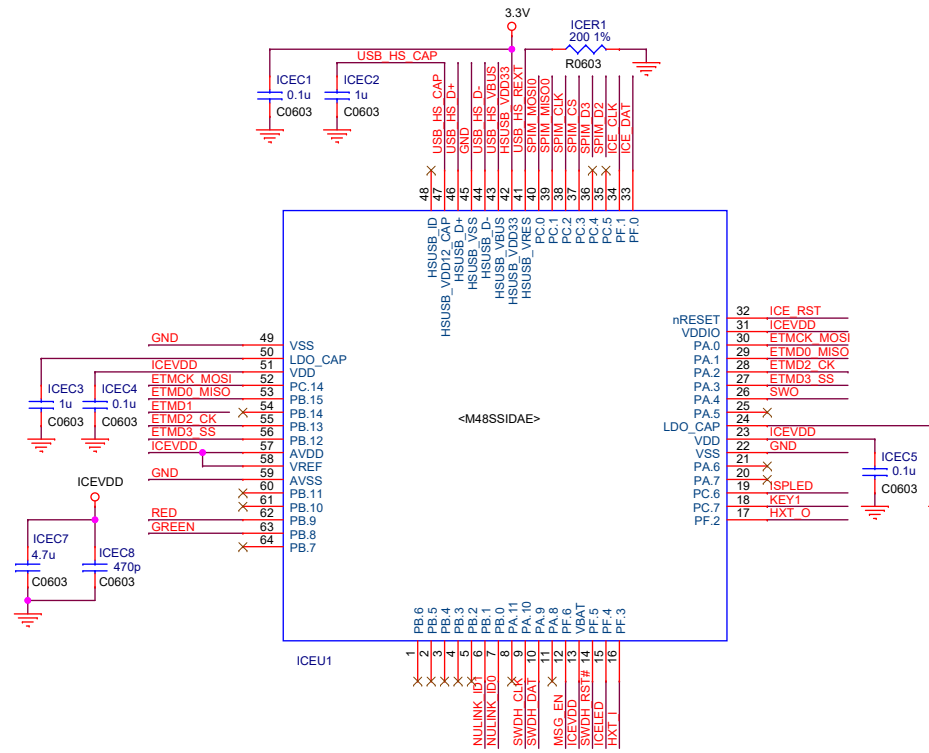 3.3V
ICER1
200 1%
R0603
USB_HS_CAP
ICEC1
0.1u
C0603
ICEC2
1u
C0603
USB_HS_CAP
USB_HS_D+
GND
USB_HS_D-
USB_HS_VBUS
HSUSB_VDD33
USB_HS_REXT
SPIM_MOSI0
SPIM_MISO0
SPIM_CLK
SPIM_CS
SPIM_D3
SPIM_D2
ICE_CLK
ICE_DAT
48
47
46
45
44
43
42
41
40
39
38
37
36
35
34
33
HSUSB_ID
HSUSB_VDD12_CAP
HSUSB_D+
HSUSB_VSS
HSUSB_D-
HSUSB_VBUS
HSUSB_VDD33
HSUSB_VRES
PC.0
PC.1
PC.2
PC.3
PC.4
PC.5
PF.1
PF.0
GND 49 VSS
50 LDO_CAP
ICEVDD 51 VDD
ETMCK_MOSI 52 PC.14
ETMD0_MISO 53 PB.15
ETMD1 54 PB.14
ETMD2_CK 55 PB.13
ETMD3_SS 56 PB.12
ICEVDD 57 AVDD
58 VREF
GND 59 AVSS
60 PB.11
61 PB.10
RED 62 PB.9
GREEN 63 PB.8
64 PB.7
ICEC3
1u
C0603
ICEC4
0.1u
C0603
ICEVDD
ICEC7
4.7u
C0603
ICEC8
470p
C0603
<M48SSIDAE>
nRESET 32 ICE_RST
VDDIO 31 ICEVDD
PA.0 30 ETMCK_MOSI
PA.1 29 ETMD0_MISO
PA.2 28 ETMD2_CK
PA.3 27 ETMD3_SS
PA.4 26 SWO
PA.5 25
LDO_CAP 24
VDD 23 ICEVDD
VSS 22 GND
PA.6 21
PA.7 20
PC.6 19 ISPLED
PC.7 18 KEY1
PF.2 17 HXT_O
ICEC5
0.1u
C0603
PB.6
PB.5
PB.4
PB.3
PB.2
PB.1
PB.0
PA.11
PA.10
PA.9
PA.8
PF.6
VBAT
PF.5
PF.4
PF.3
ICEU1
1
2
3
4
5
6
7
8
9
10
11
12
13
14
15
16
NULINK_ID1
NULINK_ID0
SWDH_CLK
SWDH_DAT
MSG_EN
ICEVDD
SWDH_RST#
ICELED
HXT_I